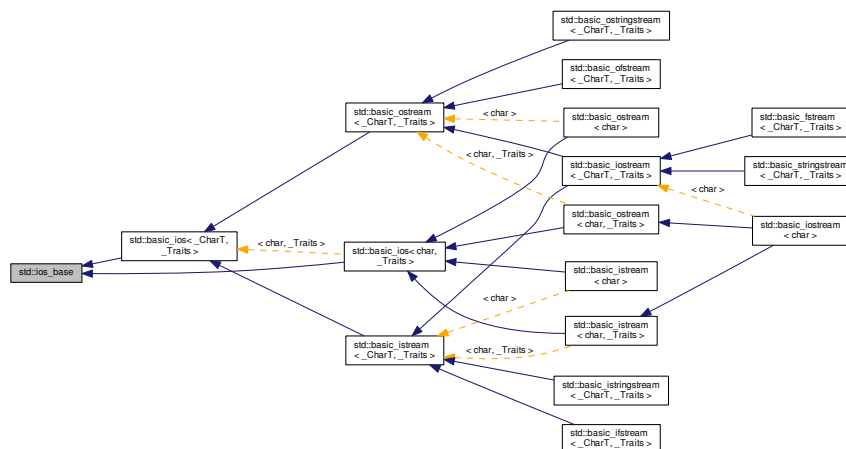 std::basic_ostringstream
< _CharT, _Traits >
std::basic_ofstream
< _CharT, _Traits >
std::basic_ostream
< _CharT, _Traits >
< char >
std::basic_ostream
< char >
std::basic_fstream
< _CharT, _Traits >
< char, _Traits >
std::basic_iostream
< _CharT, _Traits >
std::basic_stringstream
< _CharT, _Traits >
< char >
std::basic_ostream
< char, _Traits >
std::basic_iostream
< char >
std::basic_ios< _CharT,
_Traits >
< char, _Traits >
std::basic_ios< char,
_Traits >
std::ios_base
std::basic_istream
< char >
< char >
std::basic_istream
< char, _Traits >
std::basic_istream
< _CharT, _Traits >
< char, _Traits >
std::basic_istringstream
< _CharT, _Traits >
std::basic_ifstream
< _CharT, _Traits >